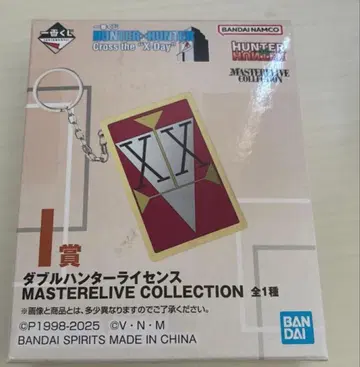 一番くじ
HUNTER×HUNTER
Cross the "X-Day"
BANDAI NAMCO
HUNTER×HUNTER
MASTERELIVE
COLLECTION
XX
I賞
ダブルハンターライセンス
MASTERELIVE COLLECTION 全1種
※画像と商品とは、多少異なりますのでご了承ください。
©P1998-2025 ©V・N・M
BANDAI SPIRITS MADE IN CHINA
BANDAI